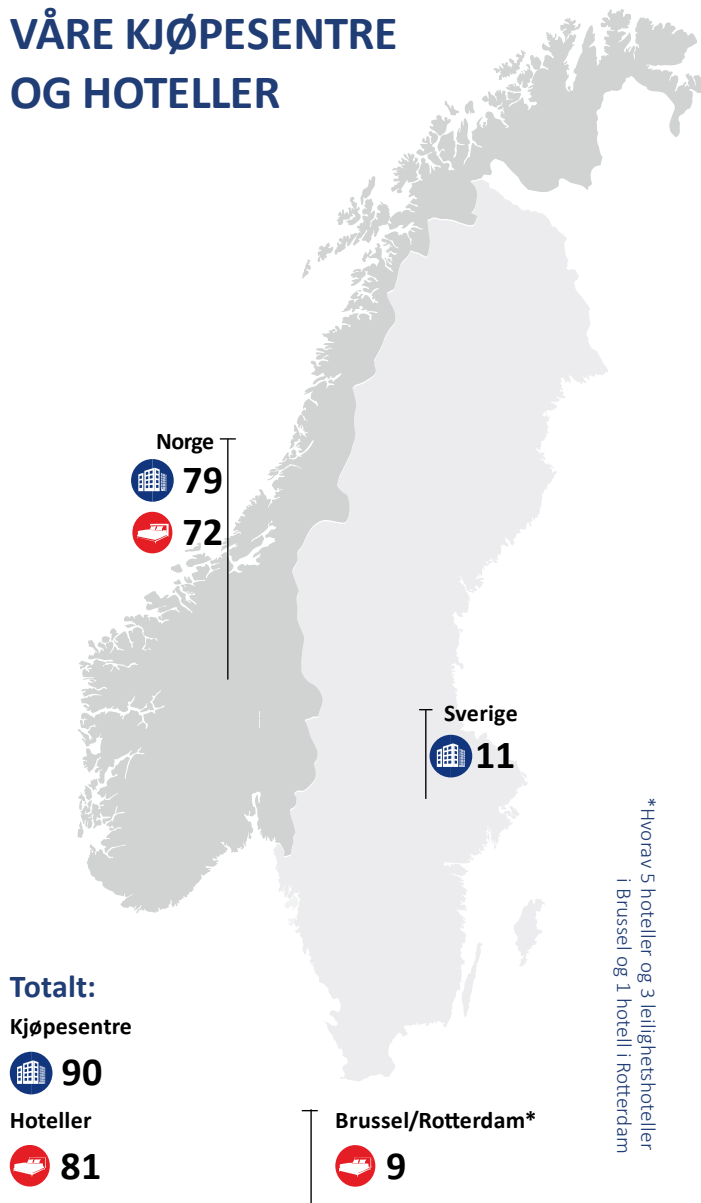 VÅRE KJØPESENTRE
OG HOTELLER
Norge
79
72
Sverige
11
*Hvorav 5 hoteller og 3 leilighetshoteller
i Brussel og 1 hotell i Rotterdam
Totalt:
Kjøpesentre
90
Hoteller
81
Brussel/Rotterdam*
9